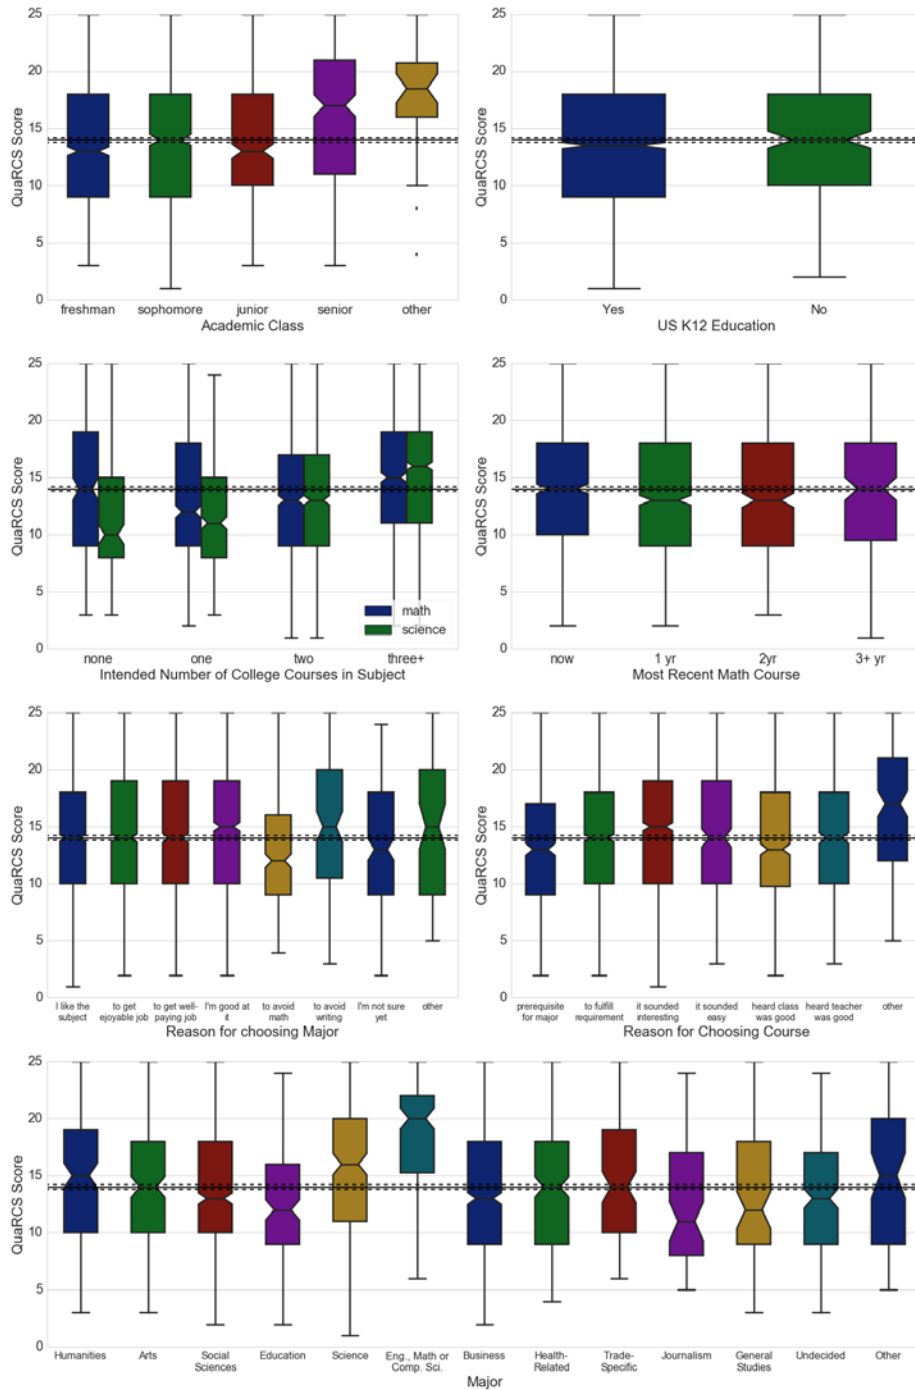 25
20
15
10
5
0
QuaRCS Score
freshman sophomore junior senior other
Academic Class
25
20
15
10
5
0
QuaRCS Score
Yes No
US K12 Education
25
20
15
10
5
0
QuaRCS Score
math
science
none one two three+
Intended Number of College Courses in Subject
25
20
15
10
5
0
QuaRCS Score
now 1 yr 2yr 3+ yr
Most Recent Math Course
25
20
15
10
5
0
QuaRCS Score
I like the to get to get well- I'm good at to avoid to avoid I'm not sure other
subject ejoyable job paying job it math writing yet
Reason for choosing Major
25
20
15
10
5
0
QuaRCS Score
prerequisite to fulfill it sounded it sounded heard class heard teacher other
for major requirement interesting easy was good was good
Reason for Choosing Course
25
20
15
10
5
0
QuaRCS Score
Humanities Arts Social Education Science Eng., Math or Business Health- Trade- Journalism General Undecided Other
Sciences Comp. Sci. Related Specific Studies
Major